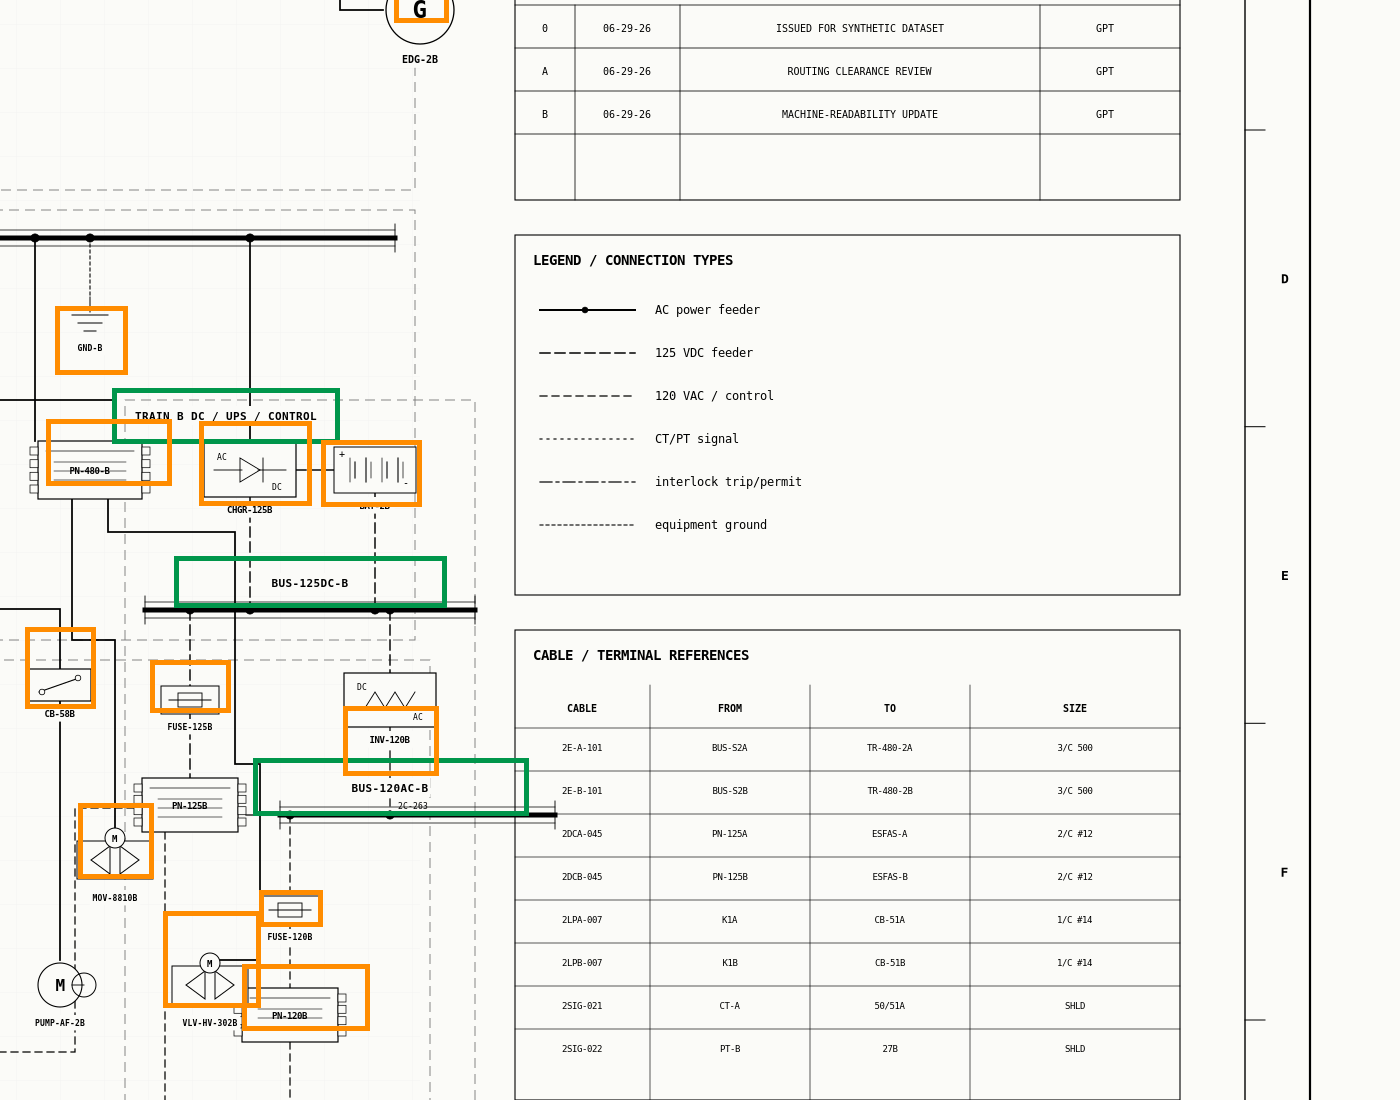 G
EDG-2B
0 06-29-26 ISSUED FOR SYNTHETIC DATASET GPT
A 06-29-26 ROUTING CLEARANCE REVIEW GPT
B 06-29-26 MACHINE-READABILITY UPDATE GPT
LEGEND / CONNECTION TYPES
AC power feeder
125 VDC feeder
120 VAC / control
CT/PT signal
interlock trip/permit
equipment ground
D
E
F
GND-B
TRAIN B DC / UPS / CONTROL
PN-480-B
AC
DC
CHGR-125B
+
-
BUS-125DC-B
CB-58B
FUSE-125B
DC
AC
INV-120B
BUS-120AC-B
2C-263
PN-125B
M
MOV-8810B
FUSE-120B
M
VLV-HV-302B
PN-120B
M
PUMP-AF-2B
CABLE / TERMINAL REFERENCES
CABLE FROM TO SIZE
2E-A-101 BUS-S2A TR-480-2A 3/C 500
2E-B-101 BUS-S2B TR-480-2B 3/C 500
2DCA-045 PN-125A ESFAS-A 2/C #12
2DCB-045 PN-125B ESFAS-B 2/C #12
2LPA-007 K1A CB-51A 1/C #14
2LPB-007 K1B CB-51B 1/C #14
2SIG-021 CT-A 50/51A SHLD
2SIG-022 PT-B 27B SHLD